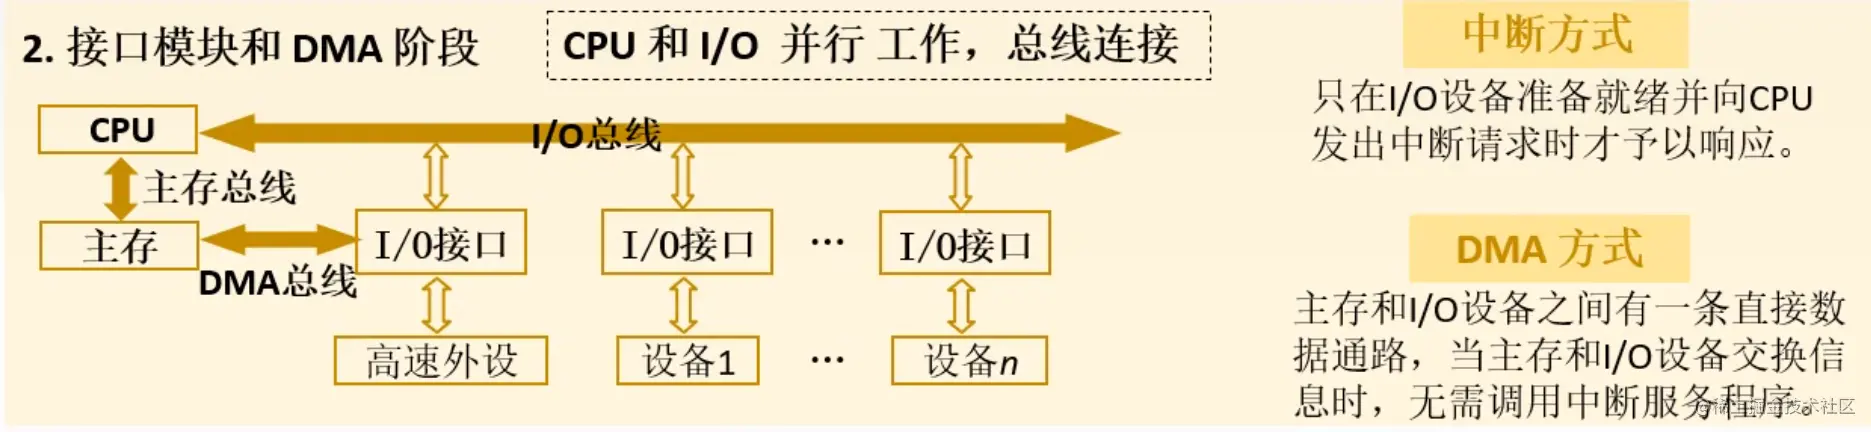 2. 接口模块和 DMA 阶段
CPU 和 I/O 并行 工作，总线连接
CPU
I/O总线
主存总线
主存
DMA总线
I/O接口
I/O接口
…
I/O接口
高速外设
设备1
…
设备n
中断方式
只在I/O设备准备就绪并向CPU
发出中断请求时才予以响应。
DMA 方式
主存和I/O设备之间有一条直接数
据通路，当主存和I/O设备交换信
息时，无需调用中断服务程序。
@稀土掘金技术社区